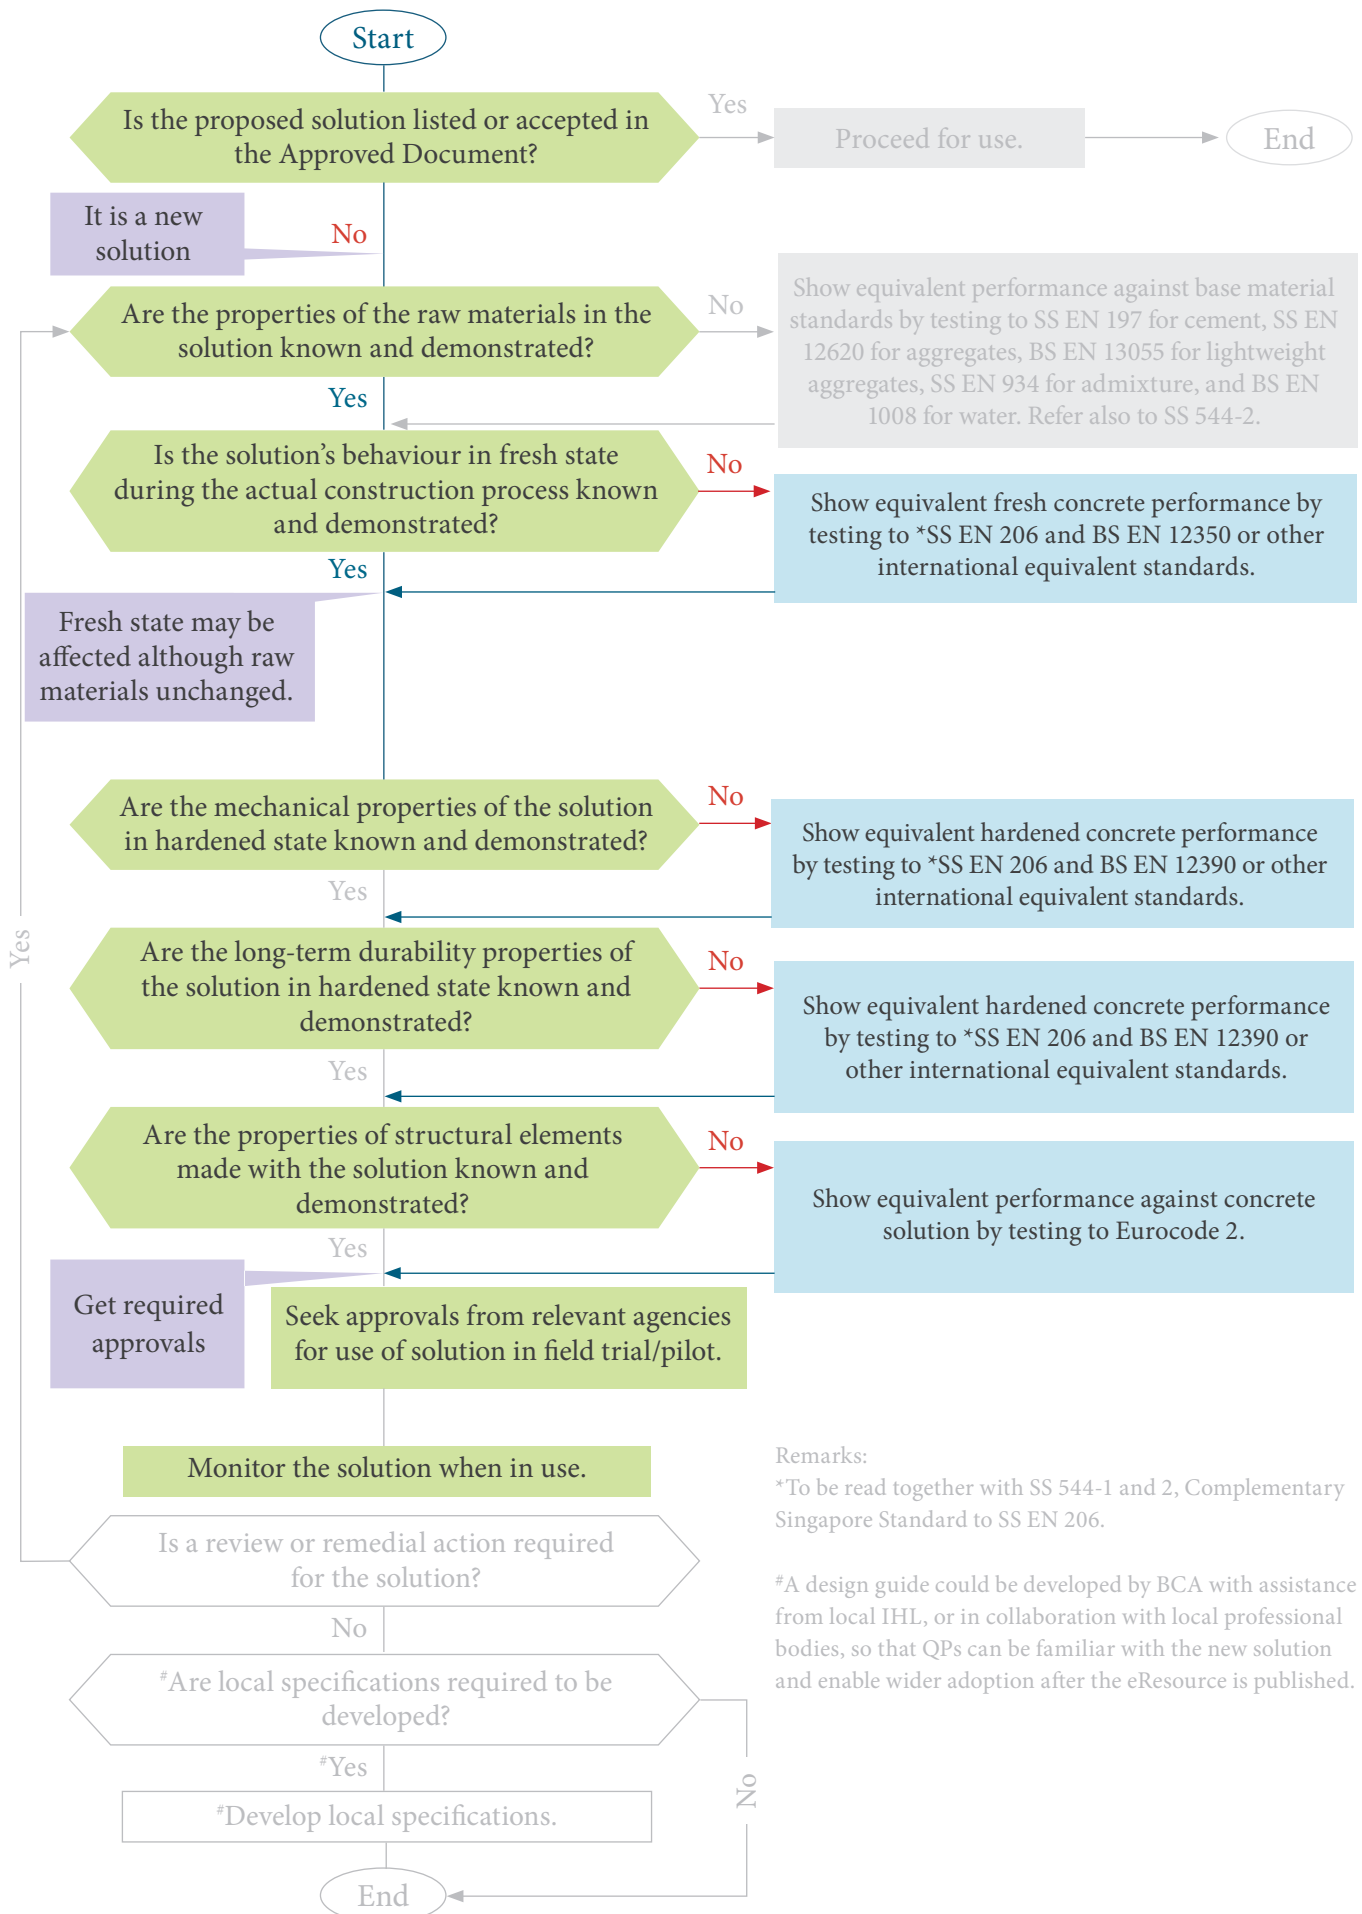 Start
Is the proposed solution listed or accepted in
the Approved Document?
Yes
Proceed for use.
End
It is a new
solution
No
Are the properties of the raw materials in the
solution known and demonstrated?
No
Show equivalent performance against base material
standards by testing to SS EN 197 for cement, SS EN
12620 for aggregates, BS EN 13055 for lightweight
aggregates, SS EN 934 for admixture, and BS EN
1008 for water. Refer also to SS 544-2.
Yes
Is the solution’s behaviour in fresh state
during the actual construction process known
and demonstrated?
No
Show equivalent fresh concrete performance by
testing to *SS EN 206 and BS EN 12350 or other
international equivalent standards.
Yes
Fresh state may be
affected although raw
materials unchanged.
Are the mechanical properties of the solution
in hardened state known and demonstrated?
No
Show equivalent hardened concrete performance
by testing to *SS EN 206 and BS EN 12390 or other
international equivalent standards.
Yes
Yes
Are the long-term durability properties of
the solution in hardened state known and
demonstrated?
No
Show equivalent hardened concrete performance
by testing to *SS EN 206 and BS EN 12390 or
other international equivalent standards.
Yes
Are the properties of structural elements
made with the solution known and
demonstrated?
No
Show equivalent performance against concrete
solution by testing to Eurocode 2.
Yes
Get required
approvals
Seek approvals from relevant agencies
for use of solution in field trial/pilot.
Monitor the solution when in use.
Is a review or remedial action required
for the solution?
No
#Are local specifications required to be
developed?
#Yes
No
#Develop local specifications.
End
Remarks:
*To be read together with SS 544-1 and 2, Complementary
Singapore Standard to SS EN 206.
#A design guide could be developed by BCA with assistance
from local IHL, or in collaboration with local professional
bodies, so that QPs can be familiar with the new solution
and enable wider adoption after the eResource is published.